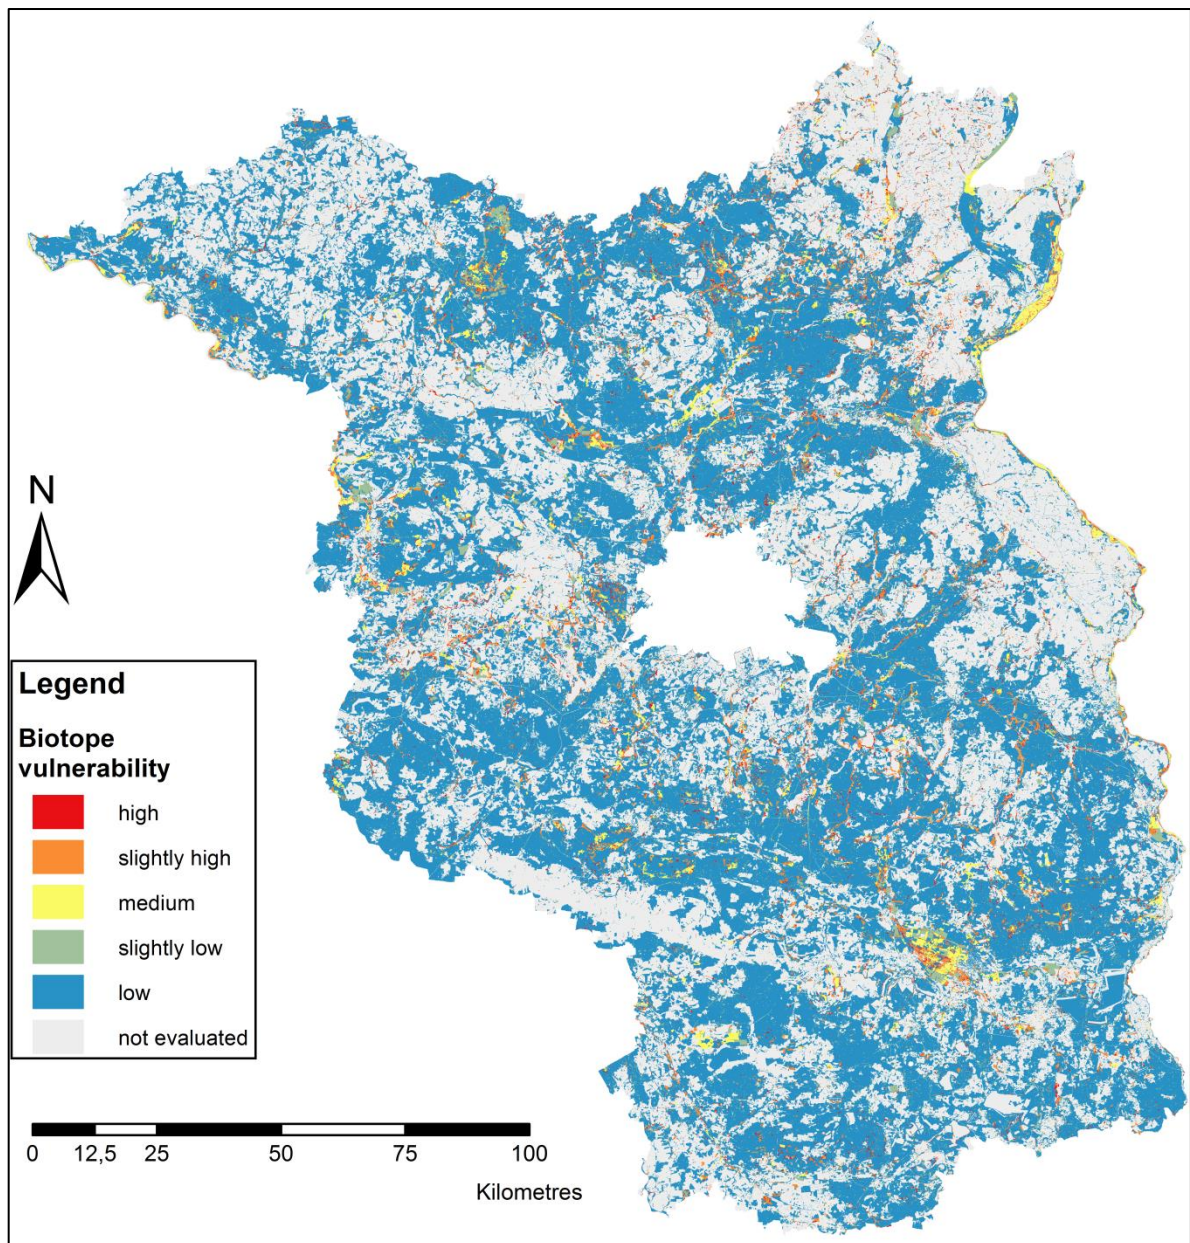 N
Legend
Biotope
vulnerability
high
slightly high
medium
slightly low
low
not evaluated
0 12,5 25 50 75 100
Kilometres